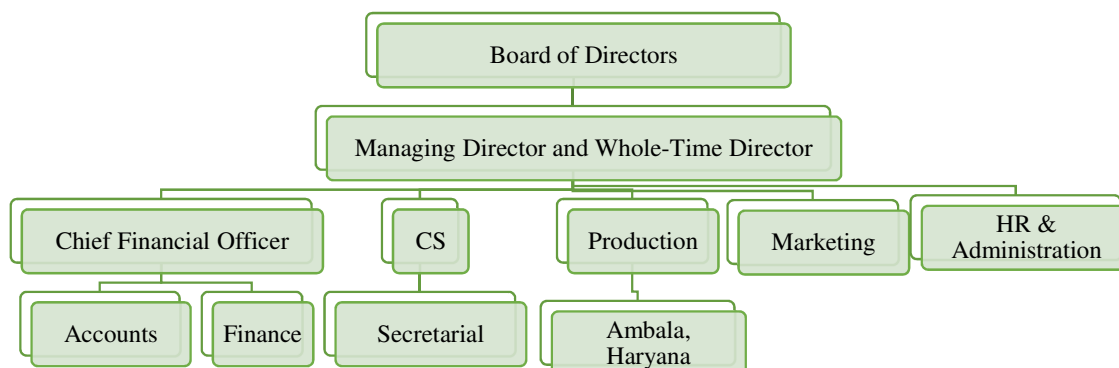 Board of Directors
Managing Director and Whole-Time Director
Chief Financial Officer
CS
Production
Marketing
HR &
Administration
Accounts
Finance
Secretarial
Ambala,
Haryana